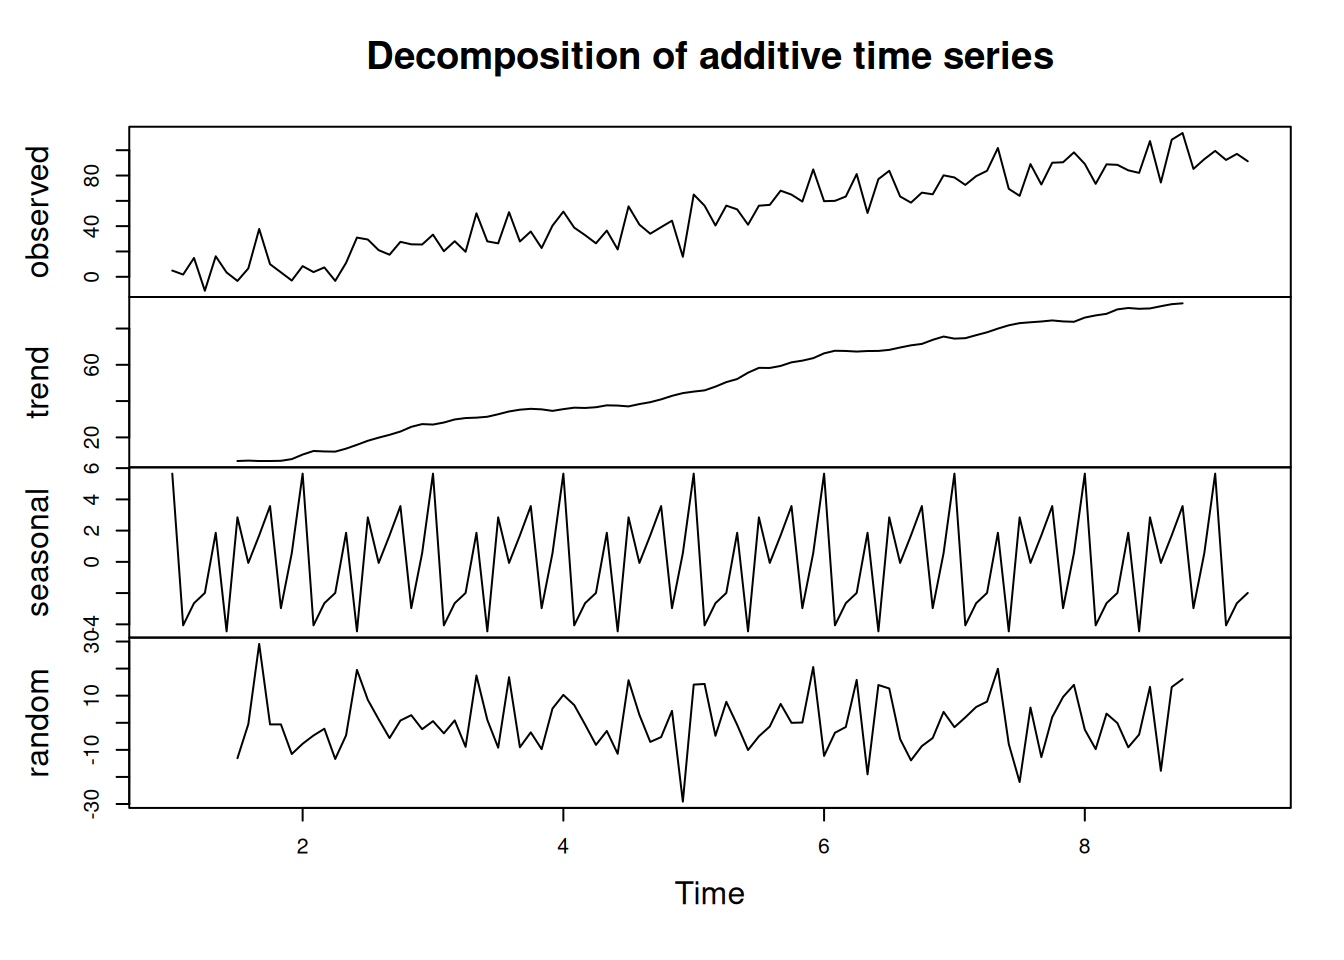 Decomposition of additive time series
observed
0 40 80
trend
20 60
seasonal
-4 0 2 4 6
random
-30 -10 10 30
2 4 6 8
Time